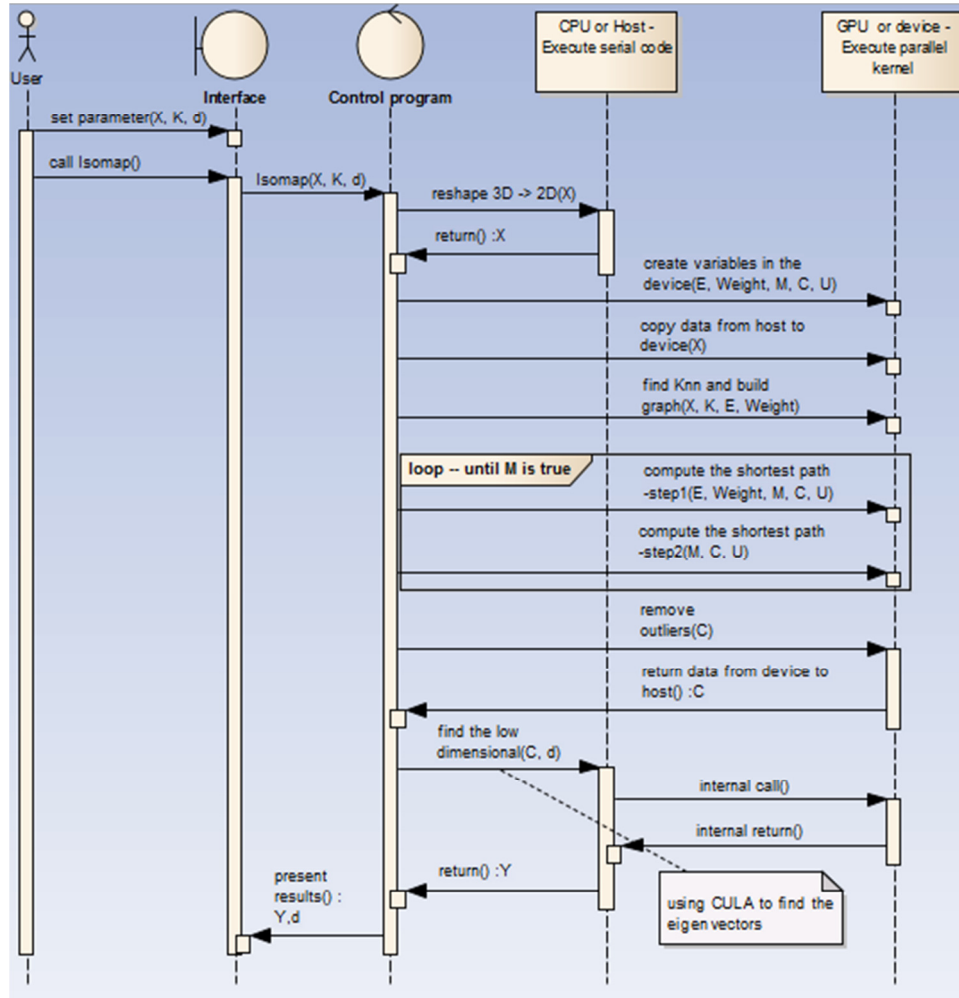 CPU or Host -
Execute serial code
GPU or device -
Execute parallel
kernel
User
Interface
Control program
set parameter(X, K, d)
call Isomap()
Isomap(X, K, d)
reshape 3D -> 2D(X)
return() :X
create variables in the
device(E, Weight, M, C, U)
copy data from host to
device(X)
find Knn and build
graph(X, K, E, Weight)
loop -- until M is true
compute the shortest path
-step1(E, Weight, M, C, U)
compute the shortest path
-step2(M, C, U)
remove
outliers(C)
return data from device to
host() :C
find the low
dimensional(C, d)
internal call()
internal return()
return() :Y
present
results() :
Y,d
using CULA to find the
eigen vectors